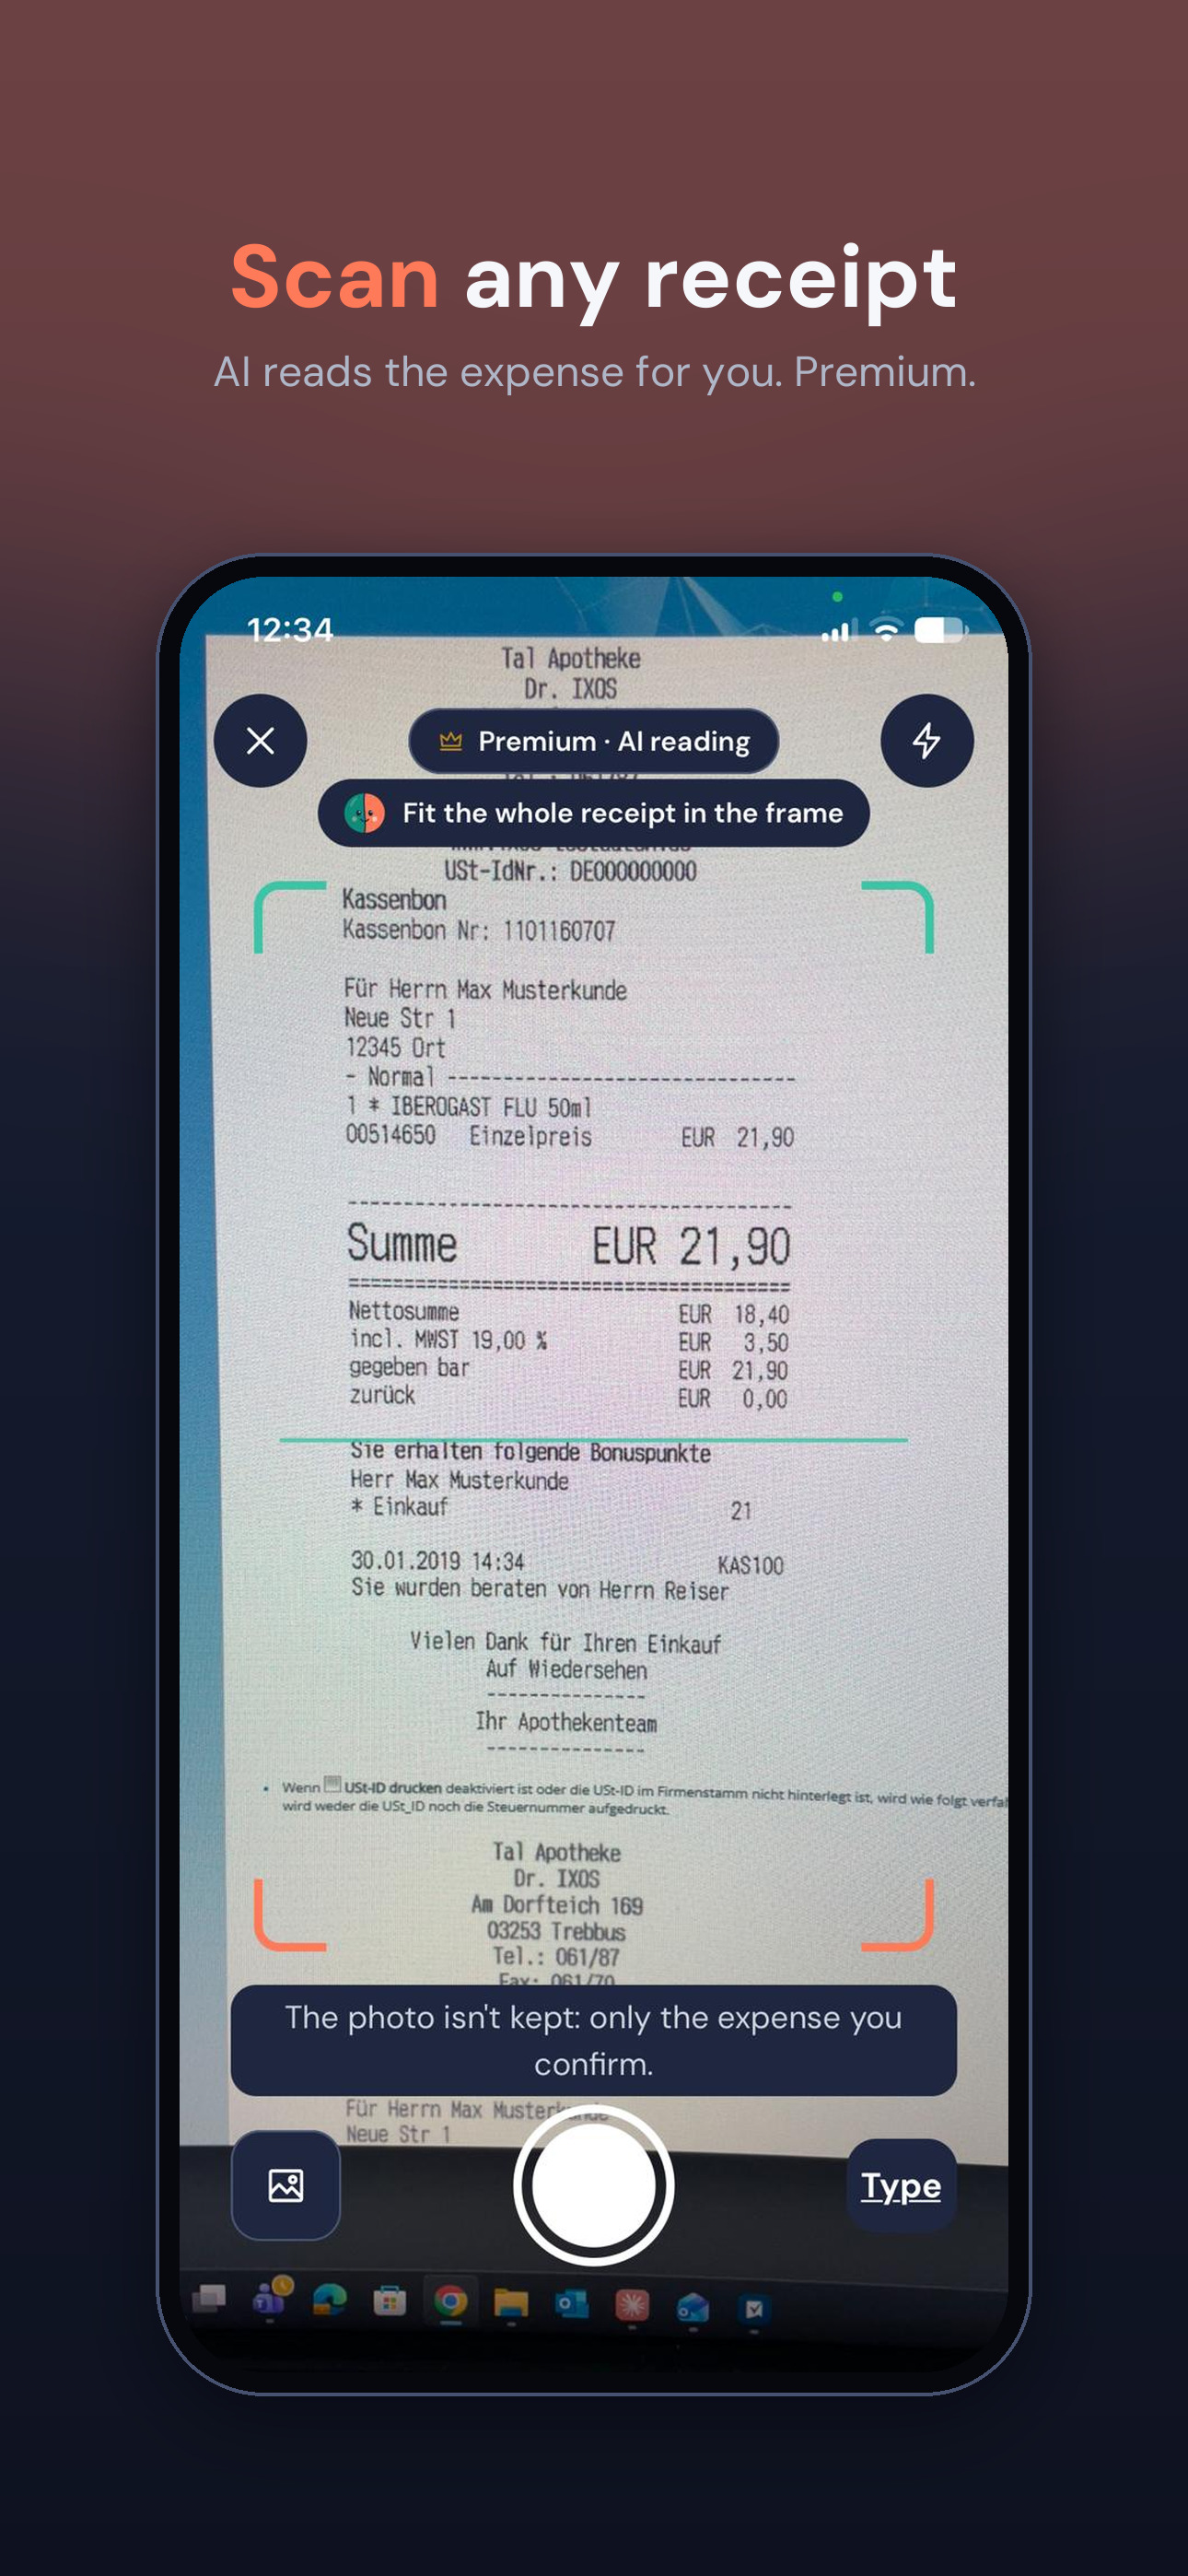 Scan any receipt
AI reads the expense for you. Premium.
12:34
Tal Apotheke
Dr. IXOS
Premium · AI reading
Fit the whole receipt in the frame
USt-IdNr.: DE000000000
Kassenbon
Kassenbon Nr: 1101160707
Für Herrn Max Musterkunde
Neue Str 1
12345 Ort
- Normal -------------------------------
1 * IBEROGAST FLU 50ml
00514650 Einzelpreis EUR 21,90
Summe EUR 21,90
Nettosumme EUR 18,40
incl. MWST 19,00 % EUR 3,50
gegeben bar EUR 21,90
zurück EUR 0,00
Sie erhalten folgende Bonuspunkte
Herr Max Musterkunde
* Einkauf 21
30.01.2019 14:34 KAS100
Sie wurden beraten von Herrn Reiser
Vielen Dank für Ihren Einkauf
Auf Wiedersehen
Ihr Apothekenteam
• Wenn USt-ID drucken deaktiviert ist oder die USt-ID im Firmenstamm nicht hinterlegt ist, wird wie folgt verfa
wird weder die USt_ID noch die Steuernummer aufgedruckt.
Tal Apotheke
Dr. IXOS
Am Dorfteich 169
03253 Trebbus
Tel.: 061/87
Fax: 061/70
The photo isn't kept: only the expense you
confirm.
Für Herrn Max Musterkunde
Neue Str 1
Type